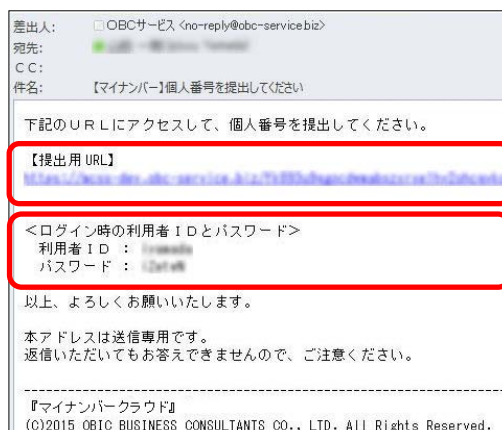 差出人: OBCサービス <no-reply@obc-service.biz>
宛先:
CC:
件名: 【マイナンバー】個人番号を提出してください
下記のURLにアクセスして、個人番号を提出してください。
【提出用URL】
<ログイン時の利用者IDとパスワード>
利用者ID :
パスワード :
以上、よろしくお願いいたします。
本アドレスは送信専用です。
返信いただいてもお答えできませんので、ご注意ください。
『マイナンバークラウド』
(C)2015 OBIC BUSINESS CONSULTANTS CO., LTD. All Rights Reserved.